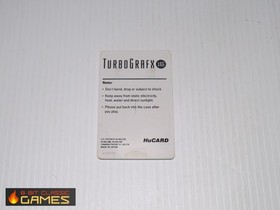 TURBOGRAFX 16
Notes:
• Don't bend, drop or subject to shock.
• Keep away from static electricity,
heat, water and direct sunlight.
• Please put back into the case after
you play.
HuCARD
8 BIT CLASSIC
GAMES